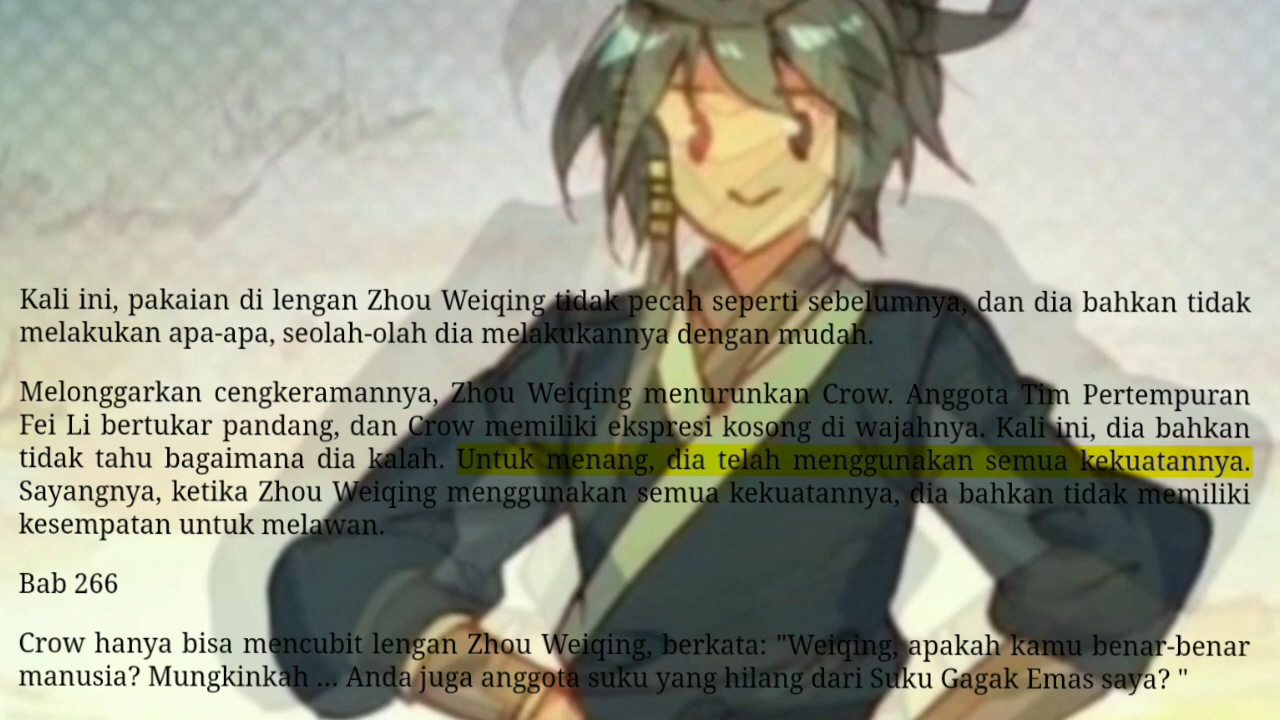 Kali ini, pakaian di lengan Zhou Weiqing tidak pecah seperti sebelumnya, dan dia bahkan tidak
melakukan apa-apa, seolah-olah dia melakukannya dengan mudah.
Melonggarkan cengkeramannya, Zhou Weiqing menurunkan Crow. Anggota Tim Pertempuran
Fei Li bertukar pandang, dan Crow memiliki ekspresi kosong di wajahnya. Kali ini, dia bahkan
tidak tahu bagaimana dia kalah. Untuk menang, dia telah menggunakan semua kekuatannya.
Sayangnya, ketika Zhou Weiqing menggunakan semua kekuatannya, dia bahkan tidak memiliki
kesempatan untuk melawan.
Bab 266
Crow hanya bisa mencubit lengan Zhou Weiqing, berkata: "Weiqing, apakah kamu benar-benar
manusia? Mungkinkah ... Anda juga anggota suku yang hilang dari Suku Gagak Emas saya? "